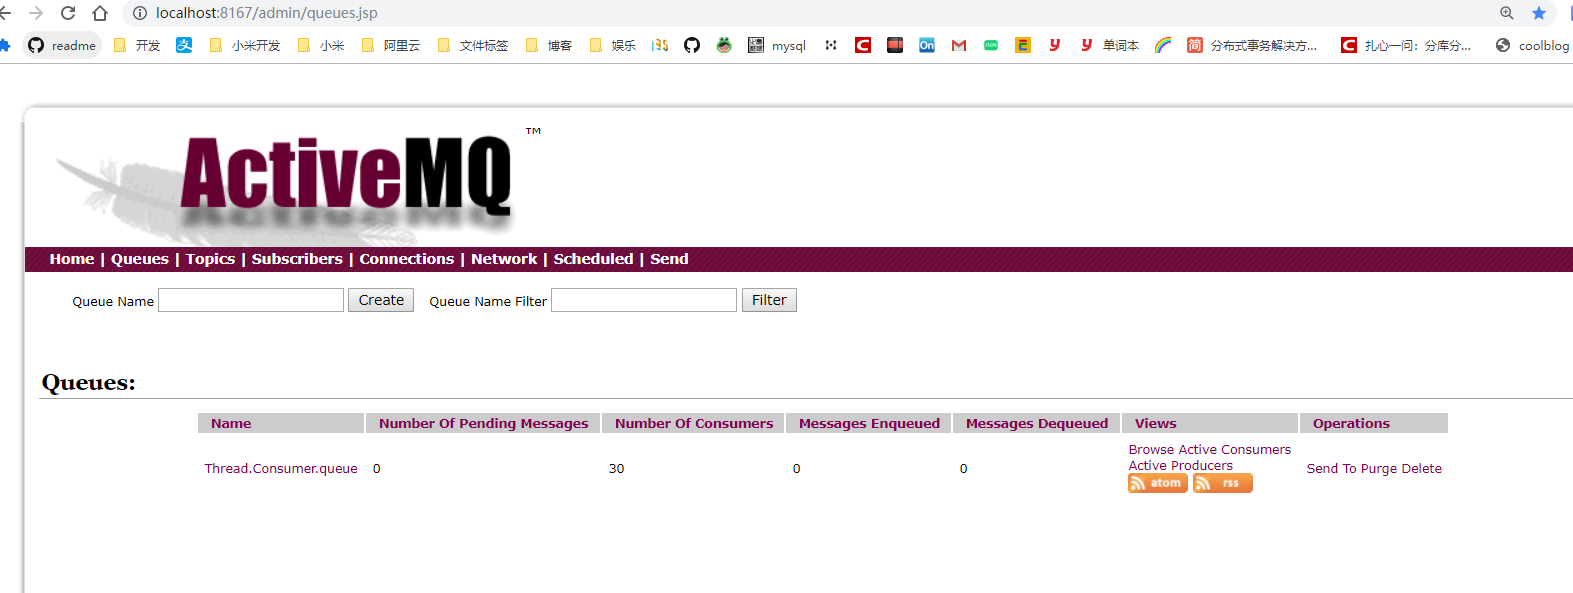 localhost:8167/admin/queues.jsp
readme 开发 小米开发 小米 阿里云 文件标签 博客 娱乐 mysql On 单词本 简 分布式事务解决方... 扎心一问：分库分... coolblog
ActiveMQ ™
Home | Queues | Topics | Subscribers | Connections | Network | Scheduled | Send
Queue Name Create Queue Name Filter Filter
Queues:
Name Number Of Pending Messages Number Of Consumers Messages Enqueued Messages Dequeued Views Operations
Thread.Consumer.queue 0 30 0 0 Browse Active Consumers Send To Purge Delete
Active Producers
atom rss